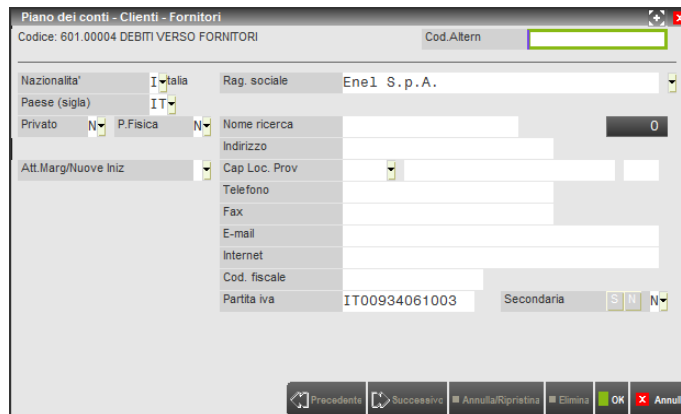 Piano dei conti - Clienti - Fornitori
Codice: 601.00004 DEBITI VERSO FORNITORI Cod.Altern
Nazionalita' I talia Rag. sociale Enel S.p.A.
Paese (sigla) IT
Privato N P.Fisica N Nome ricerca 0
Indirizzo
Att.Marg/Nuove Iniz Cap Loc. Prov
Telefono
Fax
E-mail
Internet
Cod. fiscale
Partita iva IT00934061003 Secondaria S N N
Precedente Successivo Annulla/Ripristina Elimina OK X Annul